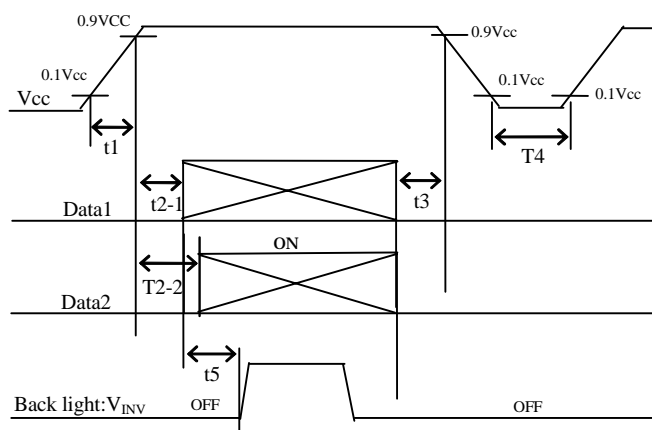 0.9VCC
0.9Vcc
0.1Vcc
0.1Vcc
0.1Vcc
Vcc
t1
T4
t2-1
t3
Data1
ON
T2-2
Data2
t5
Back light:VINV
OFF
OFF